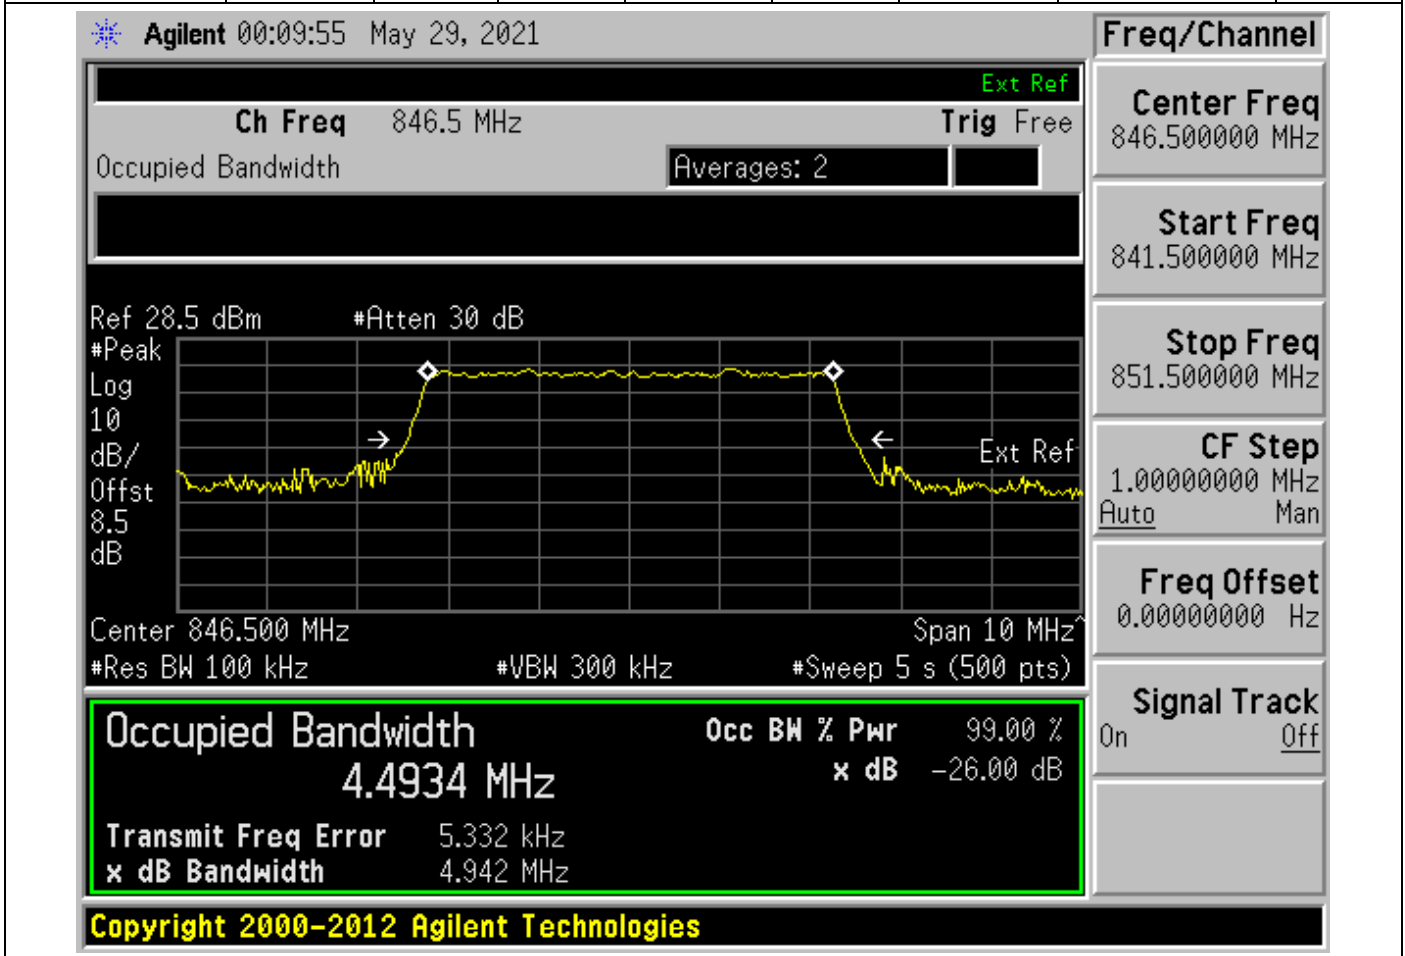 Agilent 00:09:55 May 29, 2021
Freq/Channel
Ext Ref
Ch Freq 846.5 MHz
Trig Free
Occupied Bandwidth
Averages: 2
Center Freq
846.500000 MHz
Start Freq
841.500000 MHz
Stop Freq
851.500000 MHz
CF Step
1.00000000 MHz
Auto Man
Freq Offset
0.00000000 Hz
Signal Track
On Off
Ref 28.5 dBm #Atten 30 dB
#Peak
Log
10
dB/
Offst
8.5
dB
Ext Ref
Center 846.500 MHz Span 10 MHz^
#Res BW 100 kHz #VBW 300 kHz #Sweep 5 s (500 pts)
Occupied Bandwidth
4.4934 MHz
Occ BW % Pwr 99.00 %
x dB -26.00 dB
Transmit Freq Error 5.332 kHz
x dB Bandwidth 4.942 MHz
Copyright 2000-2012 Agilent Technologies